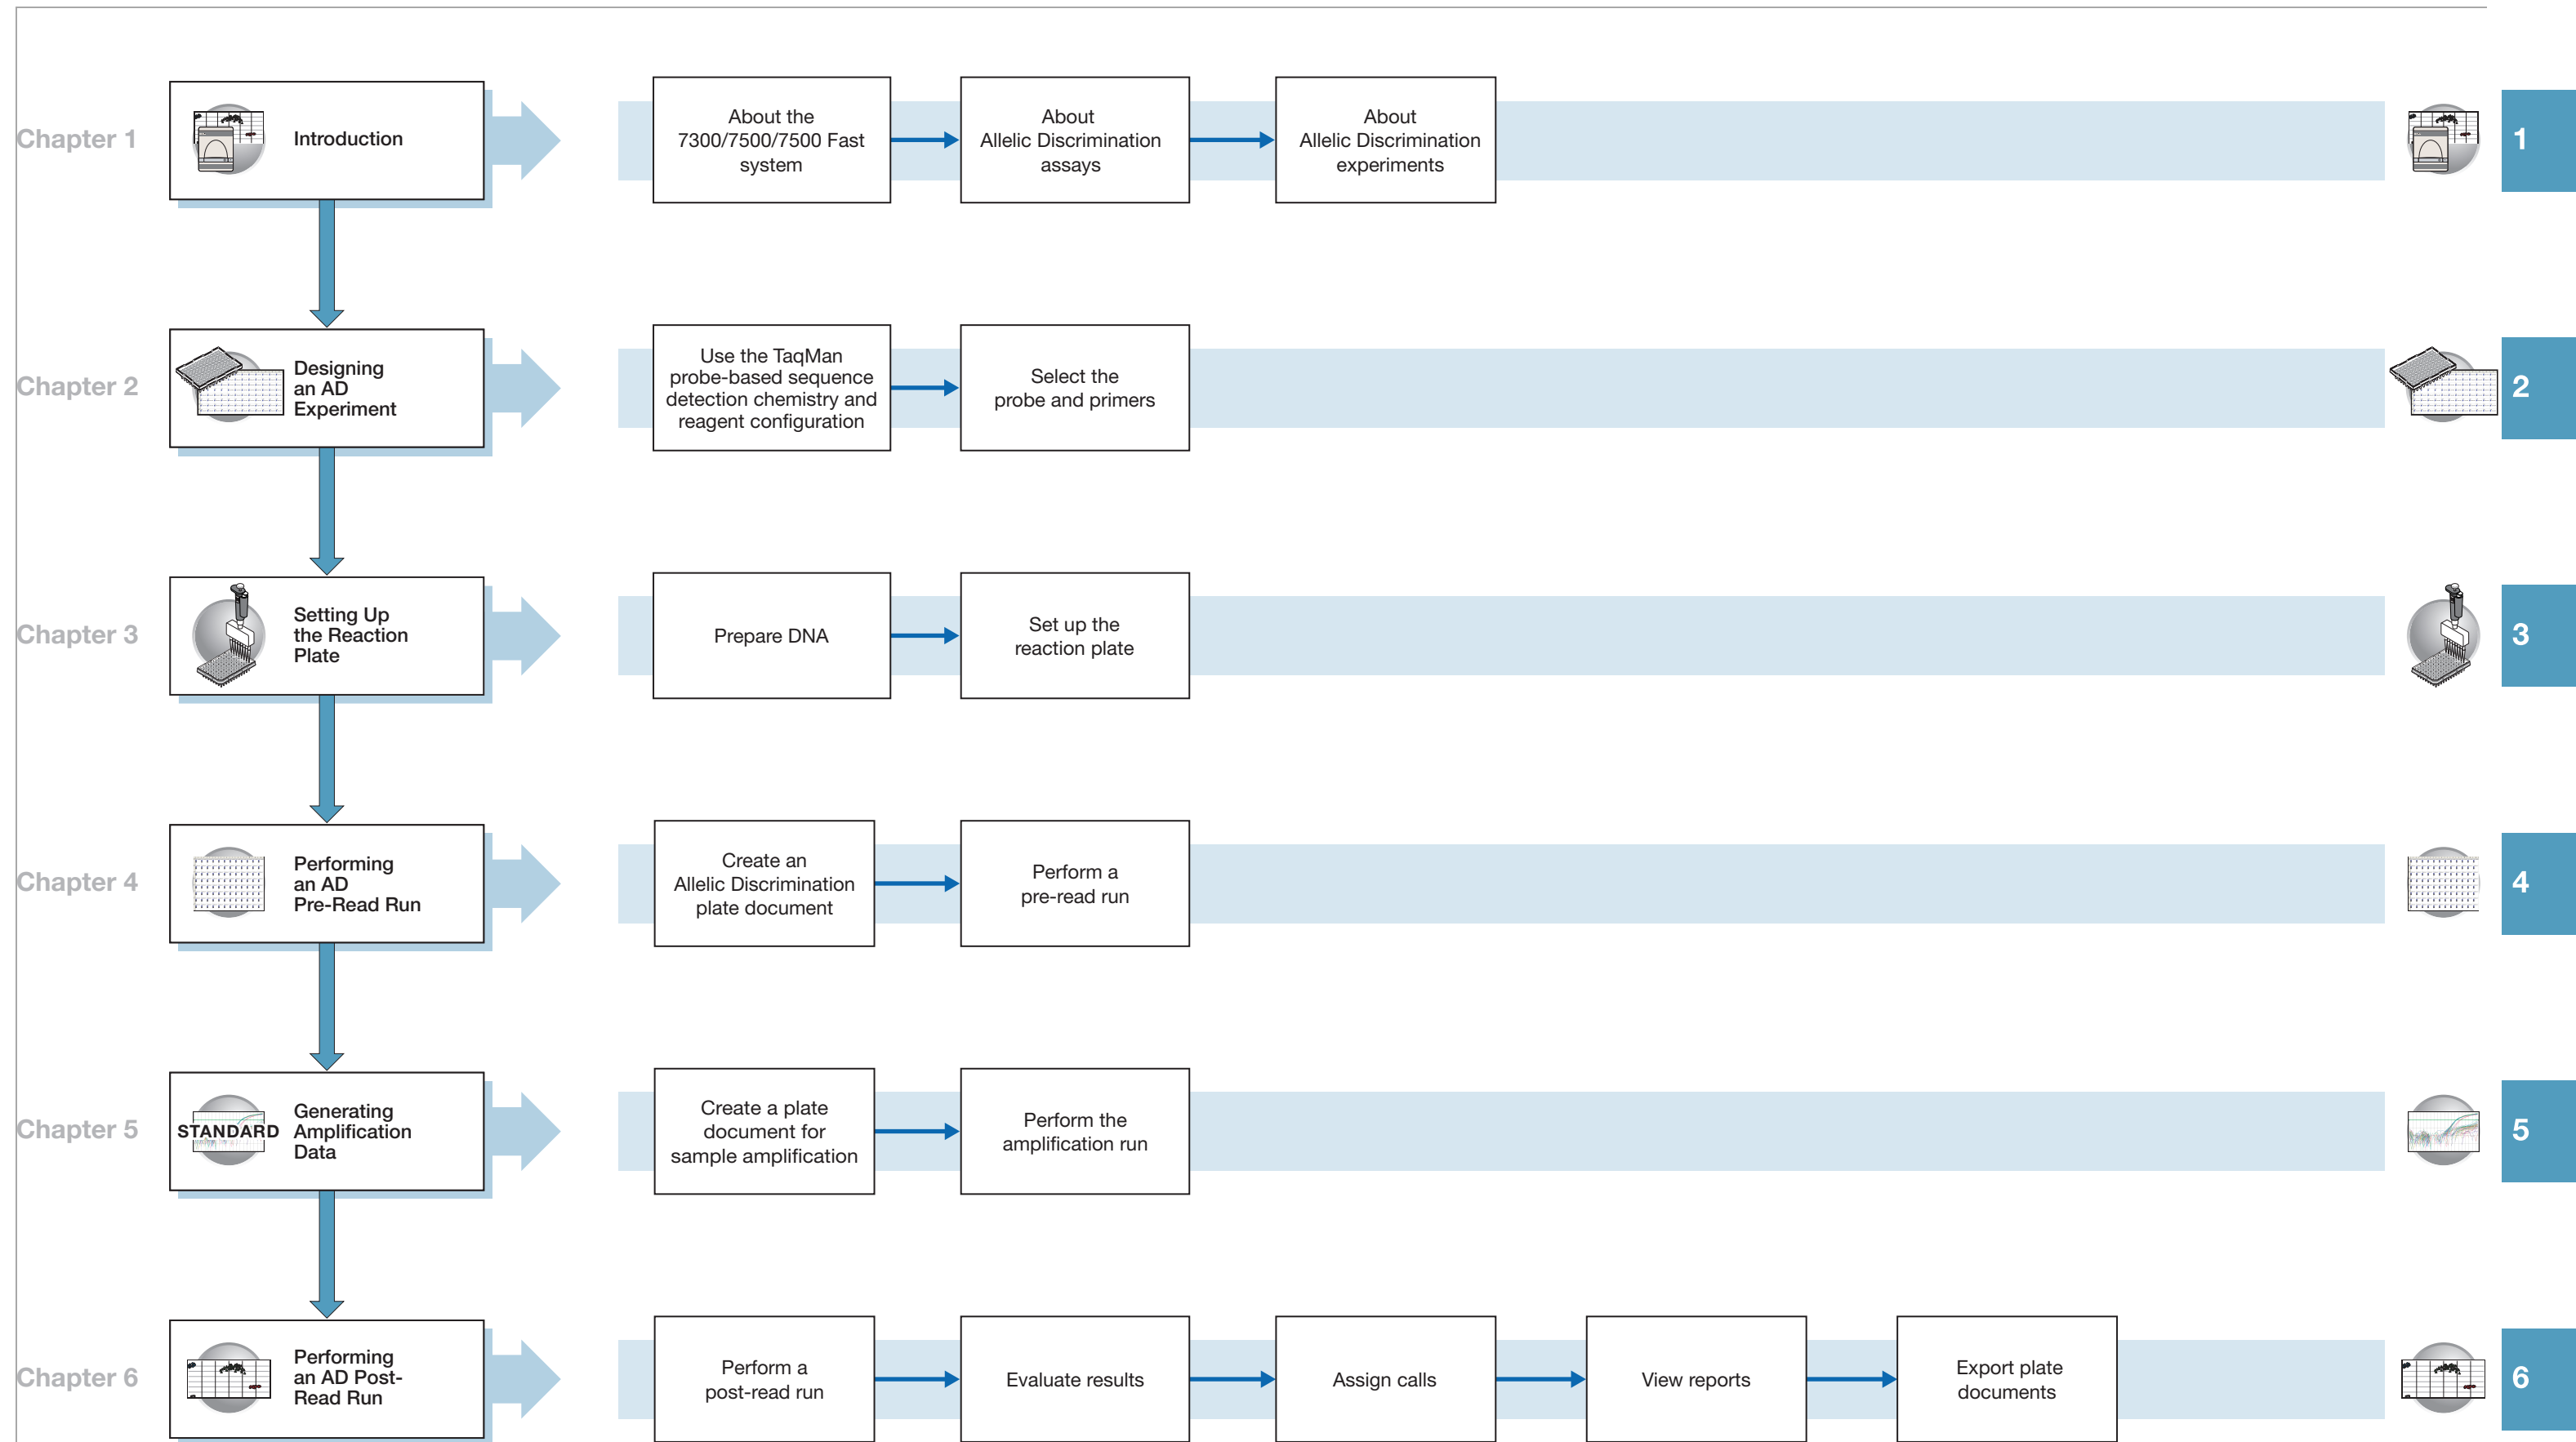 Chapter 1
Introduction
About the
7300/7500/7500 Fast
system
About
Allelic Discrimination
assays
About
Allelic Discrimination
experiments
1
Chapter 2
Designing
an AD
Experiment
Use the TaqMan
probe-based sequence
detection chemistry and
reagent configuration
Select the
probe and primers
2
Chapter 3
Setting Up
the Reaction
Plate
Prepare DNA
Set up the
reaction plate
3
Chapter 4
Performing
an AD
Pre-Read Run
Create an
Allelic Discrimination
plate document
Perform a
pre-read run
4
Chapter 5
STANDARD
Generating
Amplification
Data
Create a plate
document for
sample amplification
Perform the
amplification run
5
Chapter 6
Performing
an AD Post-
Read Run
Perform a
post-read run
Evaluate results
Assign calls
View reports
Export plate
documents
6